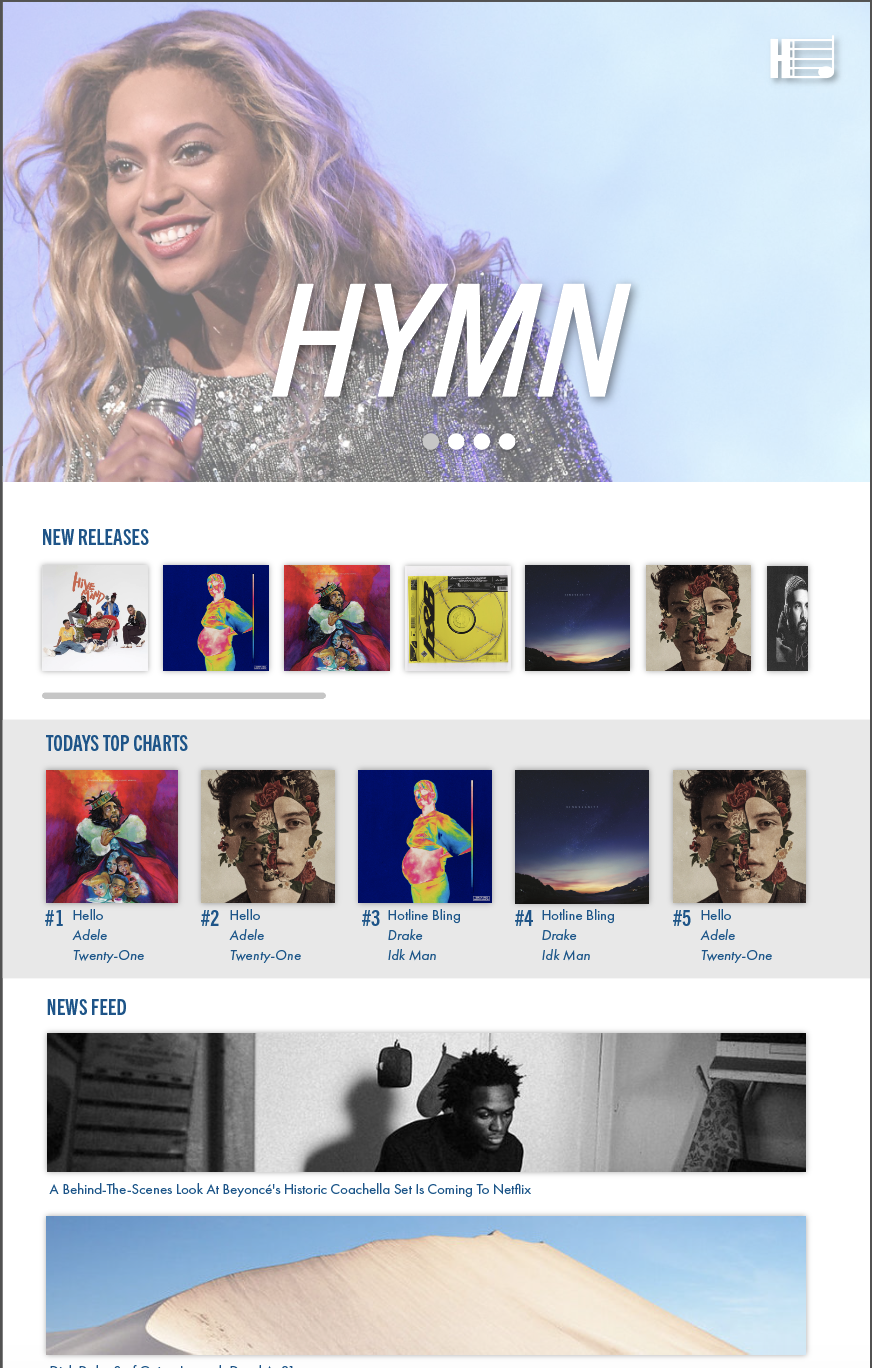 H
HYMN
NEW RELEASES
HIVE MIND
TODAYS TOP CHARTS
#1 Hello
Adele
Twenty-One
#2 Hello
Adele
Twenty-One
#3 Hotline Bling
Drake
Idk Man
#4 Hotline Bling
Drake
Idk Man
#5 Hello
Adele
Twenty-One
NEWS FEED
A Behind-The-Scenes Look At Beyoncé's Historic Coachella Set Is Coming To Netflix